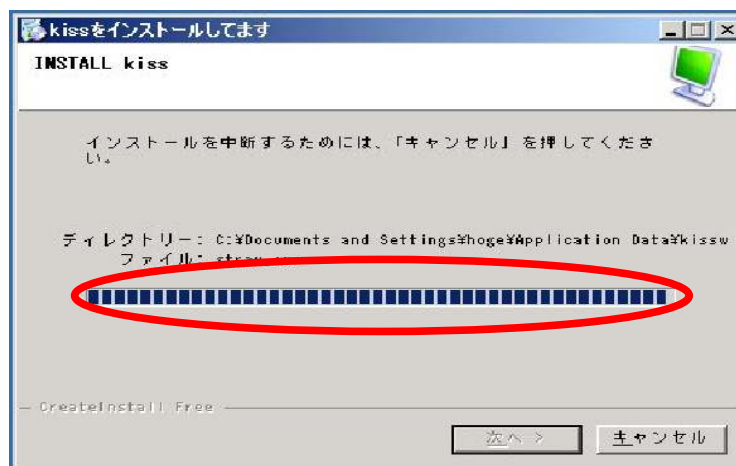 kissをインストールしてます
INSTALL kiss
インストールを中断するためには、「キャンセル」を押してくださ
い。
ディレクトリー: C:¥Documents and Settings¥hoge¥Application Data¥kissw
ファイル:
CreateInstall Free
次へ >
キャンセル